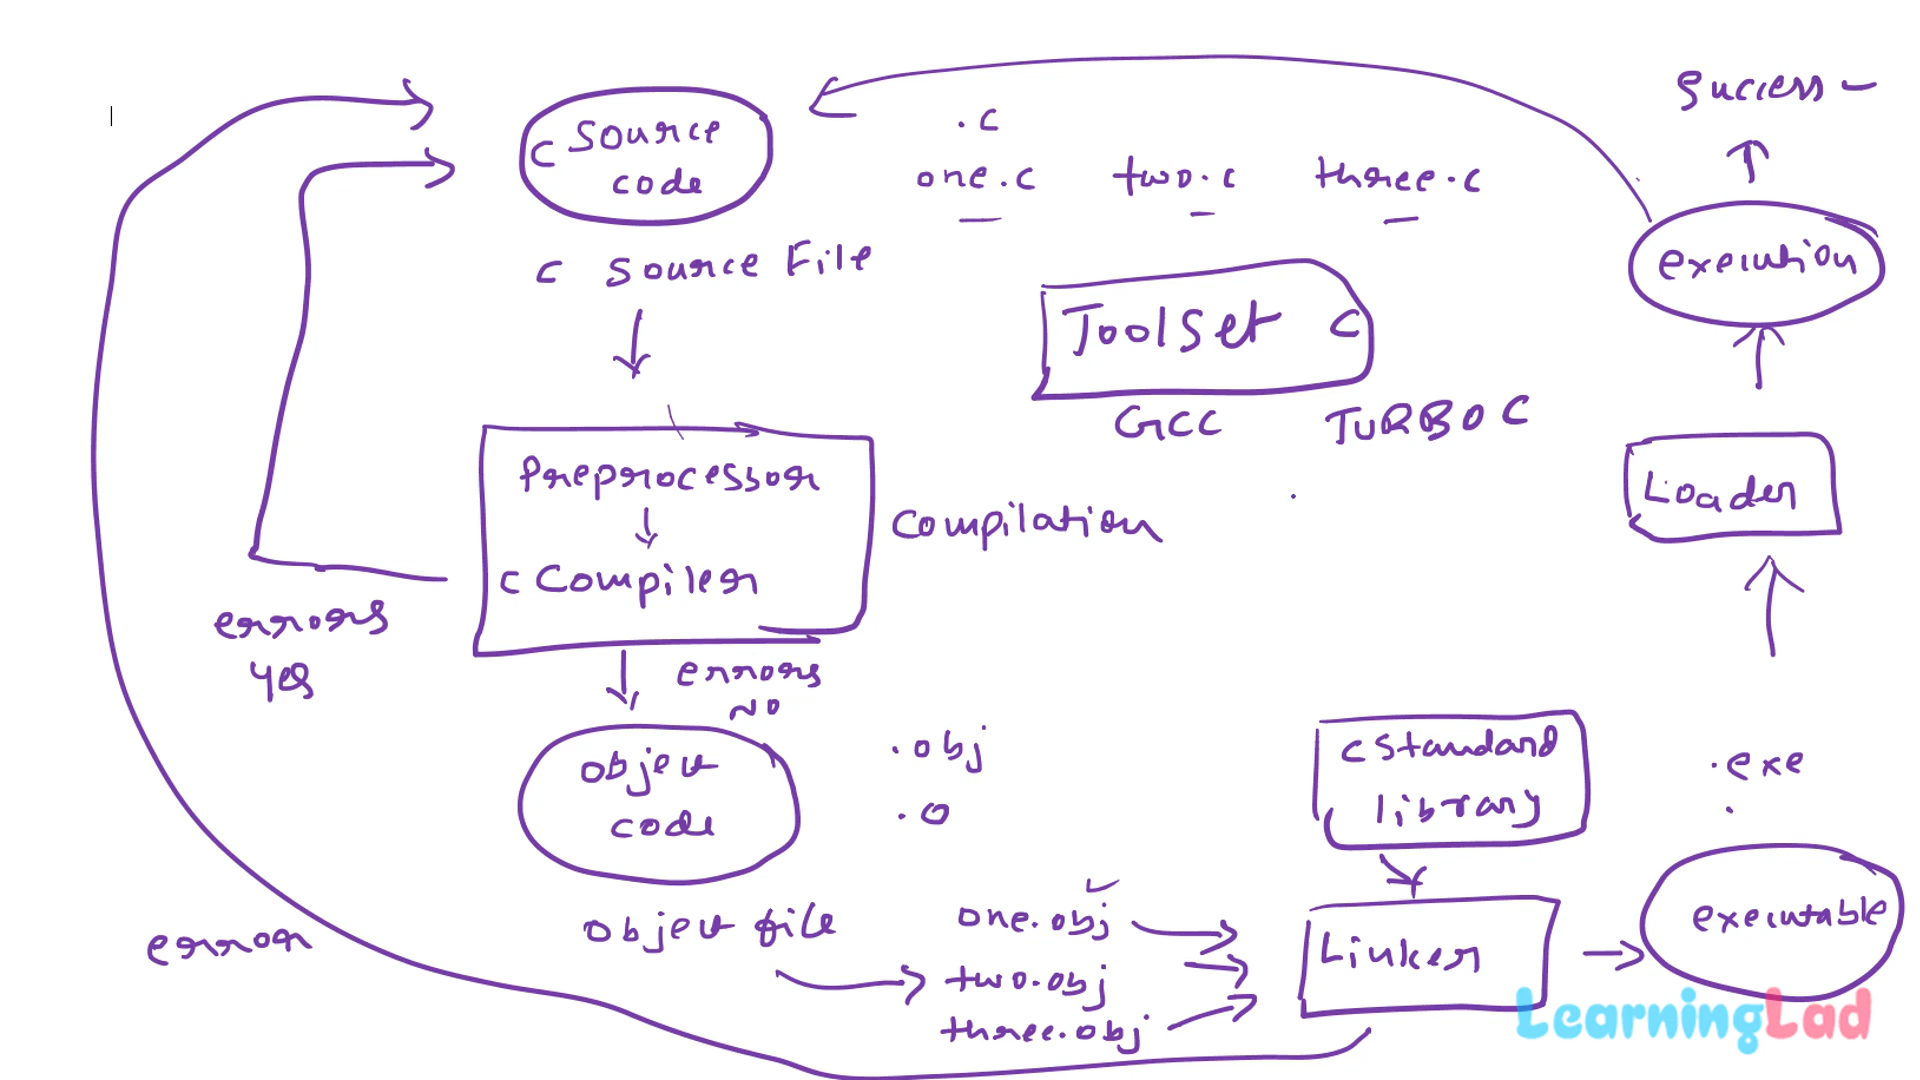 C Source
code
C Source File
.c
one.c two.c three.c
Success
execution
ToolSet C
GCC TURBO C
Loader
Preprocessor
C Compiler
Compilation
errors
Yes
errors
NO
object
code
.obj
.o
object file
one.obj
two.obj
three.obj
C Standard
library
Linker
.exe
.
executable
error
LearningLad